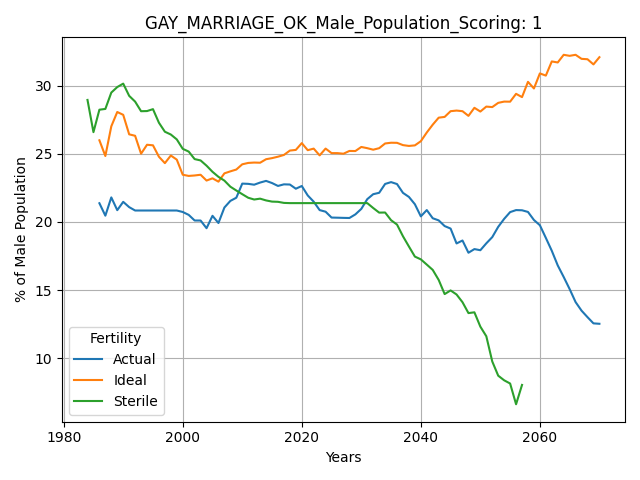 GAY_MARRIAGE_OK_Male_Population_Scoring: 1
% of Male Population
30
25
20
15
10
Fertility
Actual
Ideal
Sterile
1980
2000
2020
2040
2060
Years